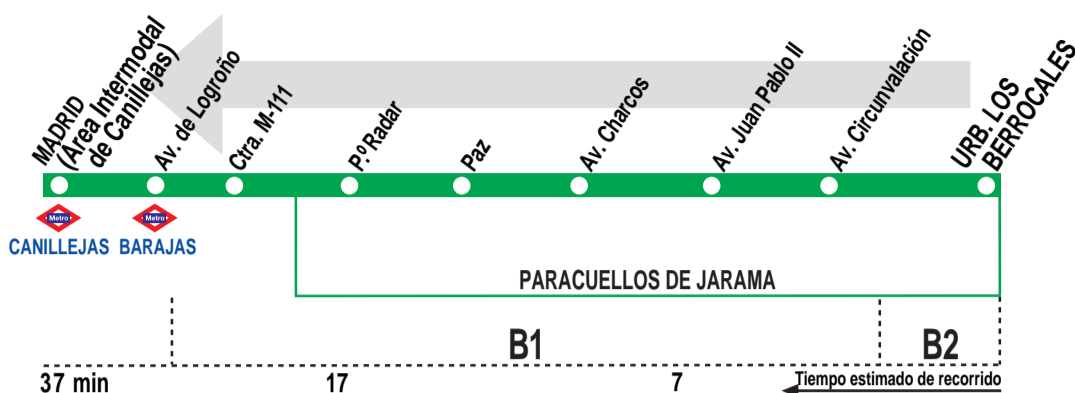 MADRID
(Área Intermodal
de Canillejas)
Av. de Logroño
Ctra. M-111
P.º Radar
Paz
Av. Charcos
Av. Juan Pablo II
Av. Circunvalación
URB. LOS
BERROCALES
Metro
CANILLEJAS
Metro
BARAJAS
PARACUELLOS DE JARAMA
B1
B2
37 min
17
7
Tiempo estimado de recorrido